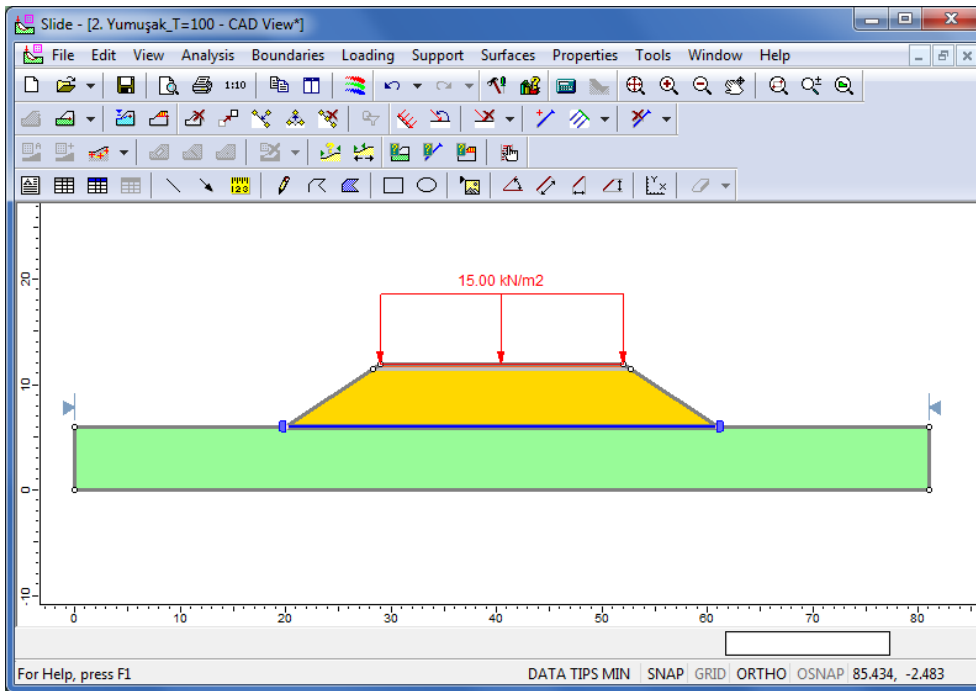 Slide - [2. Yumuşak_T=100 - CAD View*]
File Edit View Analysis Boundaries Loading Support Surfaces Properties Tools Window Help
1:10
123
Y x
20
15.00 kN/m2
10
0
-10
0 10 20 30 40 50 60 70 80
For Help, press F1 DATA TIPS MIN SNAP GRID ORTHO OSNAP 85.434, -2.483